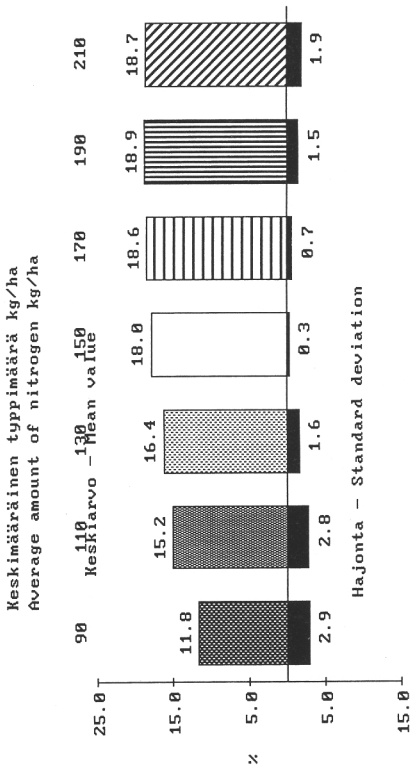 Keskimääräinen typpimäärä kg/ha
Average amount of nitrogen kg/ha
90 110 130 150 170 190 210
Keskiarvo — Mean value
25.0
18.7
18.9
18.6
18.0
16.4
15.2
11.8
15.0
5.0
%
5.0
2.9 2.8 1.6 0.3 0.7 1.5 1.9
Hajonta — Standard deviation
15.0